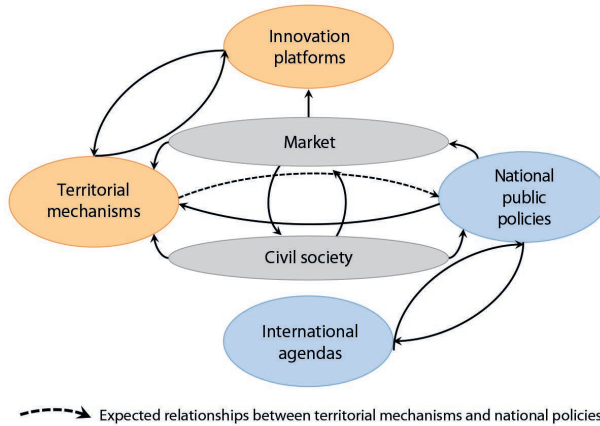 Innovation
platforms
Market
Territorial
mechanisms
National
public
policies
Civil society
International
agendas
Expected relationships between territorial mechanisms and national policies